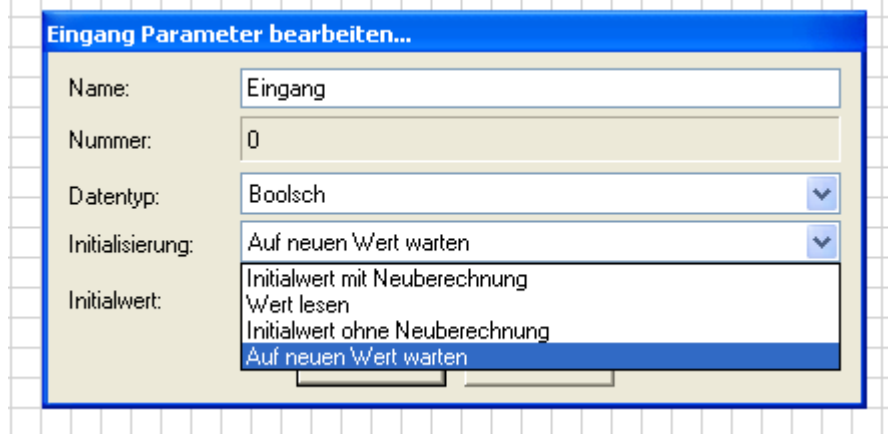 Eingang Parameter bearbeiten...
Name: Eingang
Nummer: 0
Datentyp: Boolsch
Initialisierung: Auf neuen Wert warten
Initialwert mit Neuberechnung
Initialwert: Wert lesen
Initialwert ohne Neuberechnung
Auf neuen Wert warten